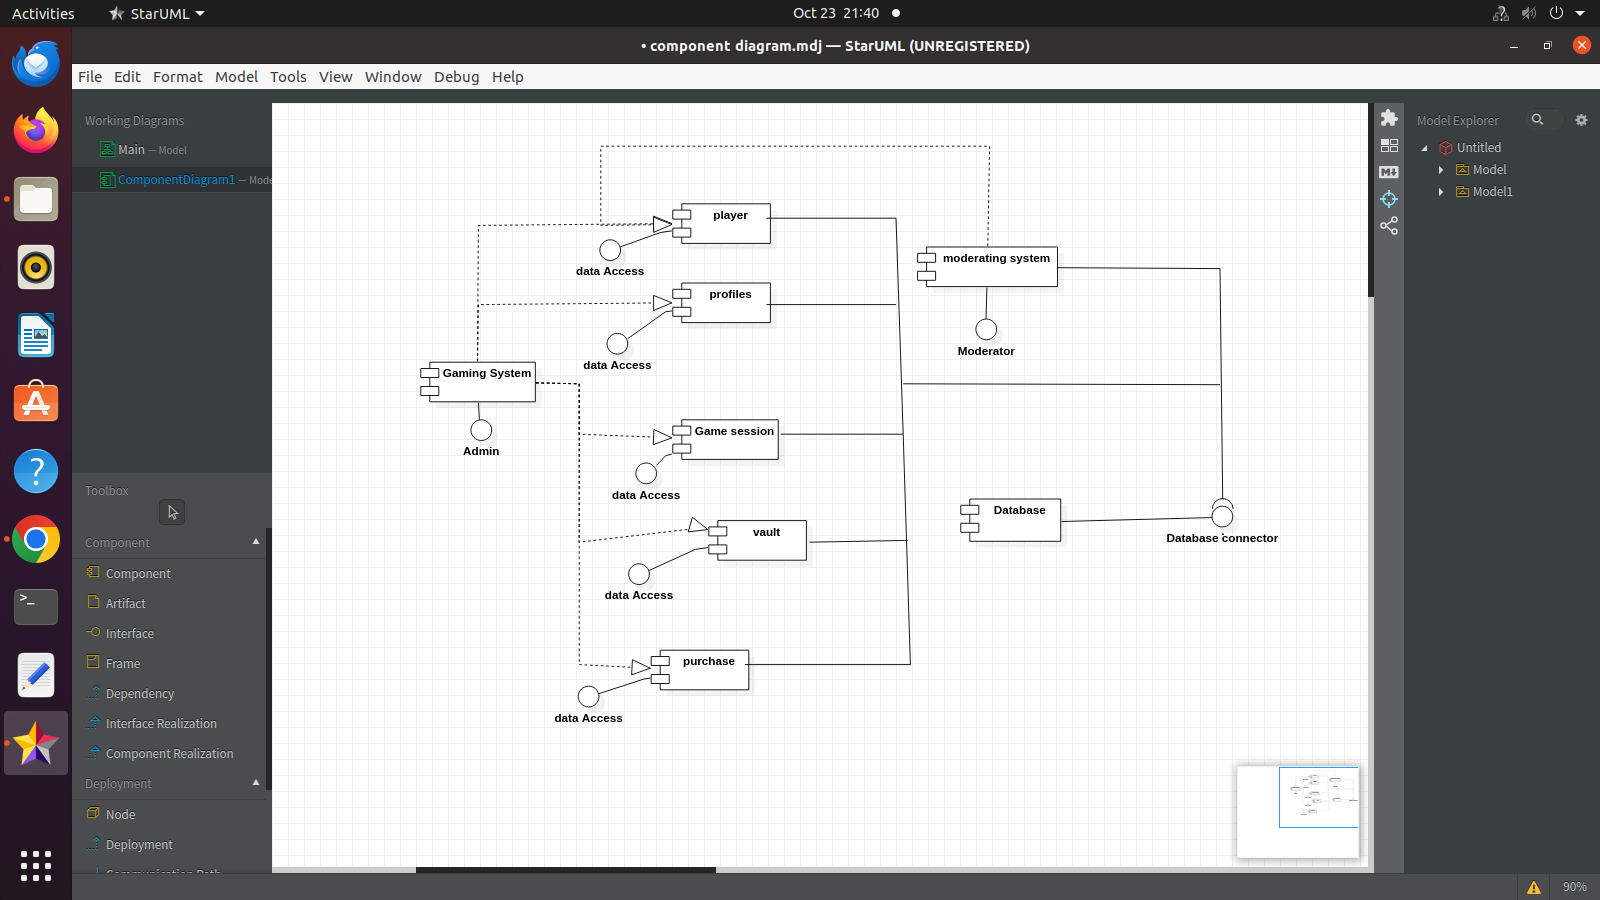 Activities
StarUML
Oct 23 21:40
• component diagram.mdj — StarUML (UNREGISTERED)
File Edit Format Model Tools View Window Debug Help
Working Diagrams
Main — Model
ComponentDiagram1 — Mode
Toolbox
Component
Component
Artifact
Interface
Frame
Dependency
Interface Realization
Component Realization
Deployment
Node
Deployment
Communication Path
player
data Access
profiles
data Access
Gaming System
Admin
Game session
data Access
vault
data Access
purchase
data Access
moderating system
Moderator
Database
Database connector
M
Model Explorer
Untitled
Model
Model1
90%